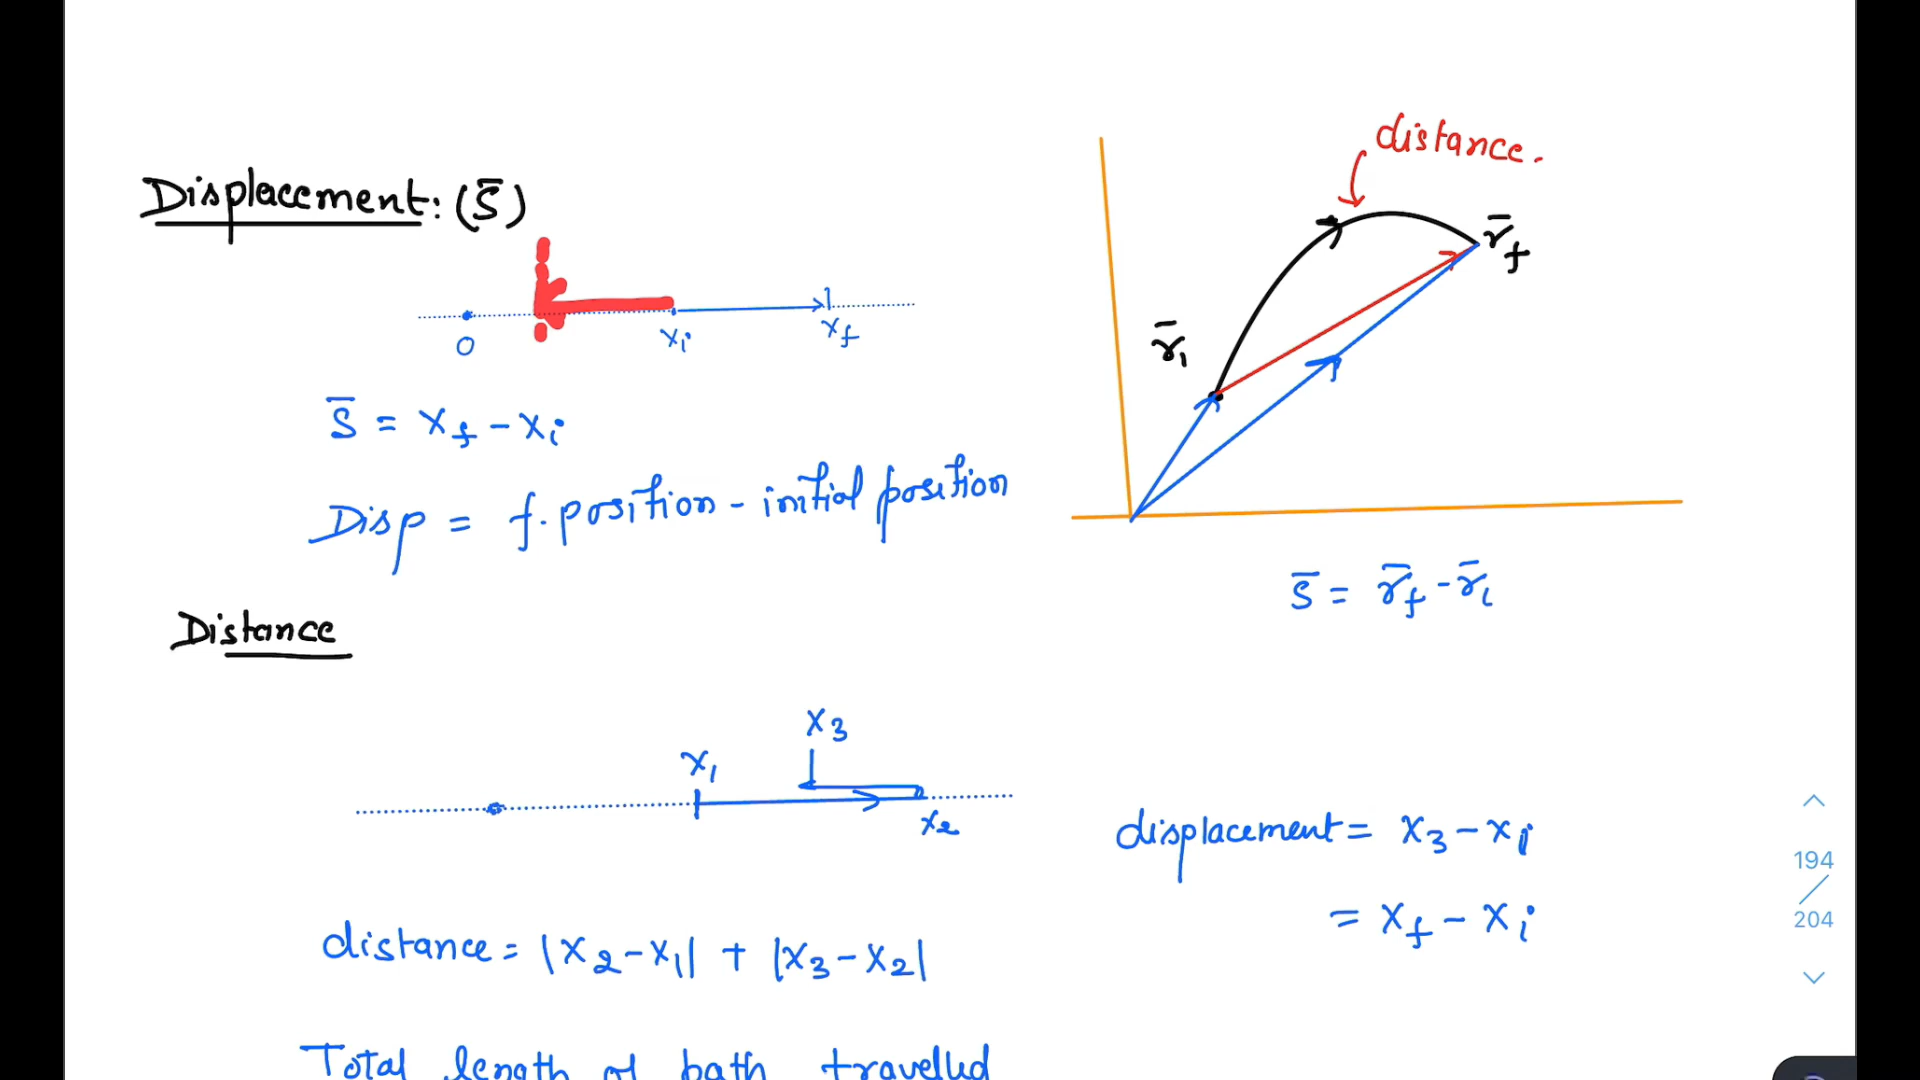 Displacement: (S̄)
0 xi xf
S̄ = xf - xi
Disp = f. position - initial position
distance.
r̄f
r̄1
S̄ = r̄f - r̄i
Distance
x1 x3 x2
distance = |x2 - x1| + |x3 - x2|
displacement = x3 - xi
= xf - xi
Total length of path travelled
194
/
204